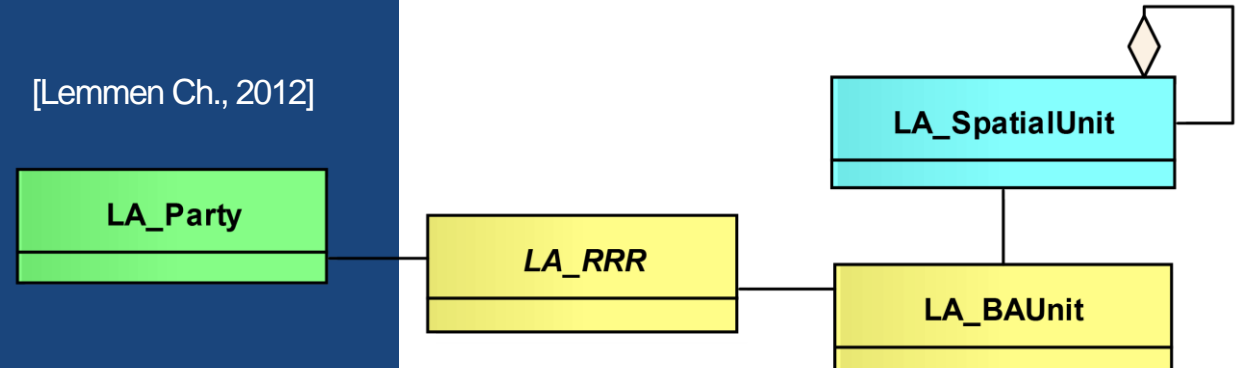 [Lemmen Ch., 2012]
LA_SpatialUnit
LA_Party
LA_RRR
LA_BAUnit